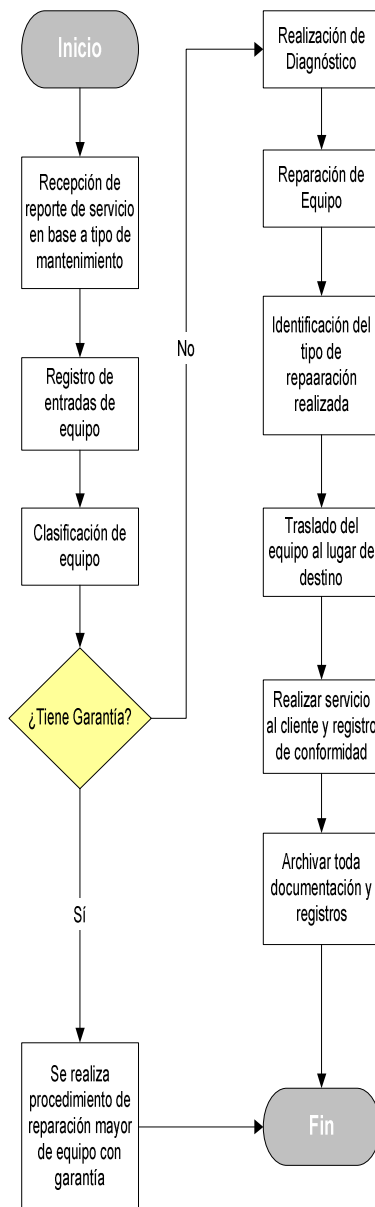 Inicio
Recepción de
reporte de servicio
en base a tipo de
mantenimiento
Registro de
entradas de
equipo
Clasificación de
equipo
¿Tiene Garantía?
Sí
Se realiza
procedimiento de
reparación mayor
de equipo con
garantía
No
Realización de
Diagnóstico
Reparación de
Equipo
Identificación del
tipo de
repaaración
realizada
Traslado del
equipo al lugar de
destino
Realizar servicio
al cliente y registro
de conformidad
Archivar toda
documentación y
registros
Fin